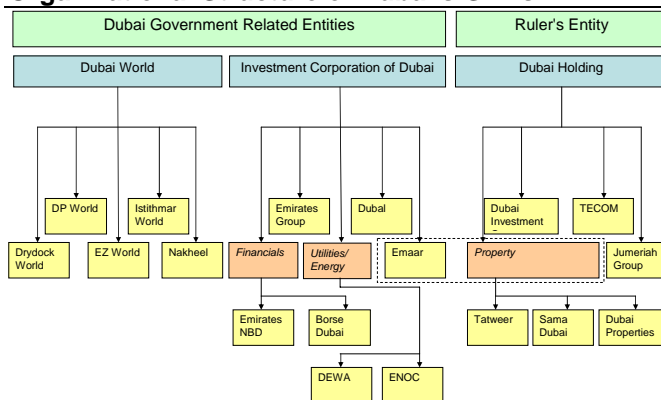 Dubai Government Related Entities
Ruler's Entity
Dubai World
Investment Corporation of Dubai
Dubai Holding
DP World
Istithmar
World
Emirates
Group
Dubal
Dubai
Investment
TECOM
Drydock
World
EZ World
Nakheel
Financials
Utilities/
Energy
Emaar
Property
Jumeriah
Group
Emirates
NBD
Borse
Dubai
Tatweer
Sama
Dubai
Dubai
Properties
DEWA
ENOC